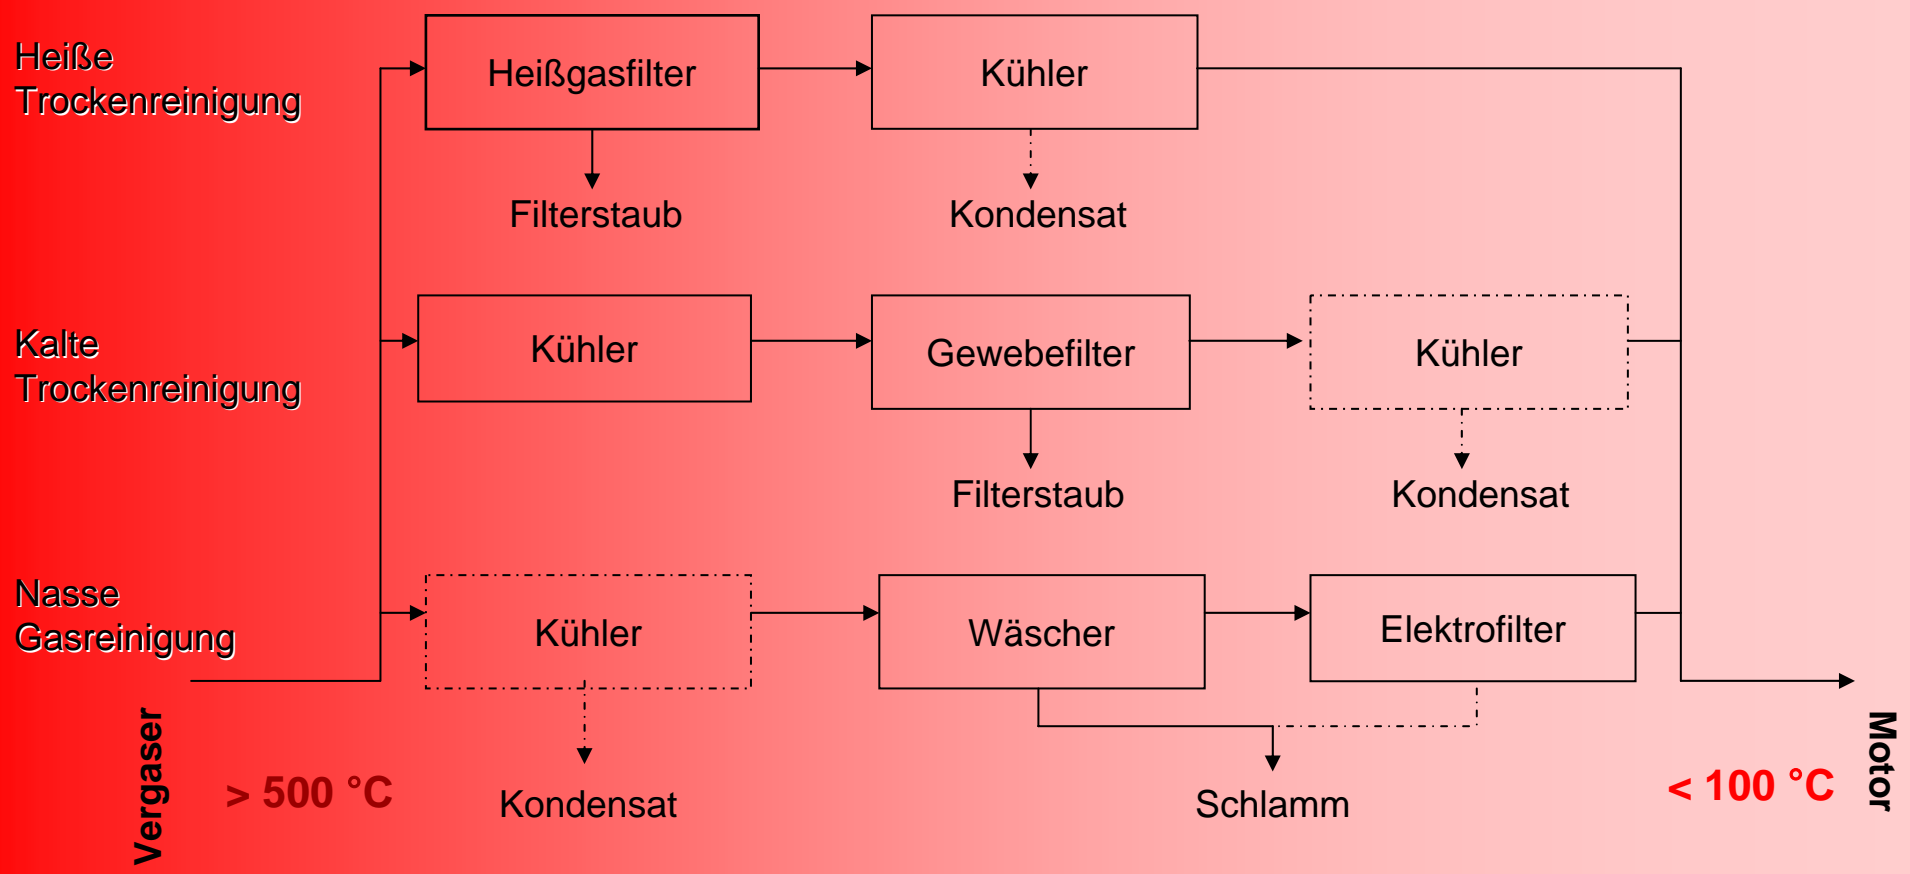 Heiße
Trockenreinigung
Heißgasfilter
Kühler
Filterstaub
Kondensat
Kalte
Trockenreinigung
Kühler
Gewebefilter
Kühler
Filterstaub
Kondensat
Nasse
Gasreinigung
Kühler
Wäscher
Elektrofilter
Vergaser
> 500 °C
Kondensat
Schlamm
< 100 °C
Motor